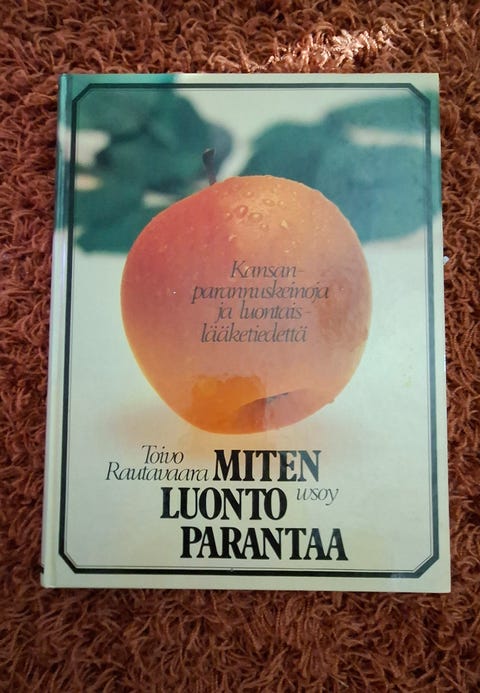 Kansan-
parannuskeinoja
ja luontais-
lääketiedettä
Toivo
Rautavaara MITEN
LUONTO wsoy
PARANTAA